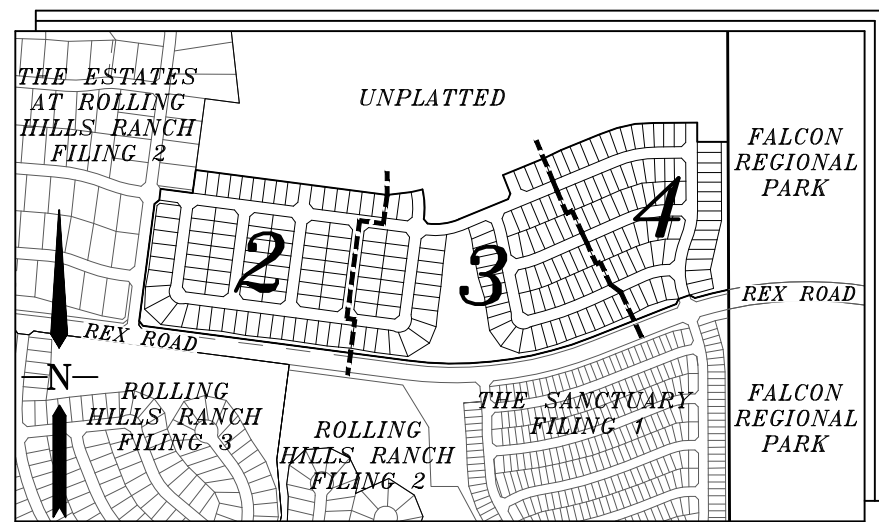 THE ESTATES
AT ROLLING
HILLS RANCH
FILING 2
UNPLATTED
FALCON
REGIONAL
PARK
2
3
4
REX ROAD
REX ROAD
N
ROLLING
HILLS RANCH
FILING 3
ROLLING
HILLS RANCH
FILING 2
THE SANCTUARY
FILING 1
FALCON
REGIONAL
PARK